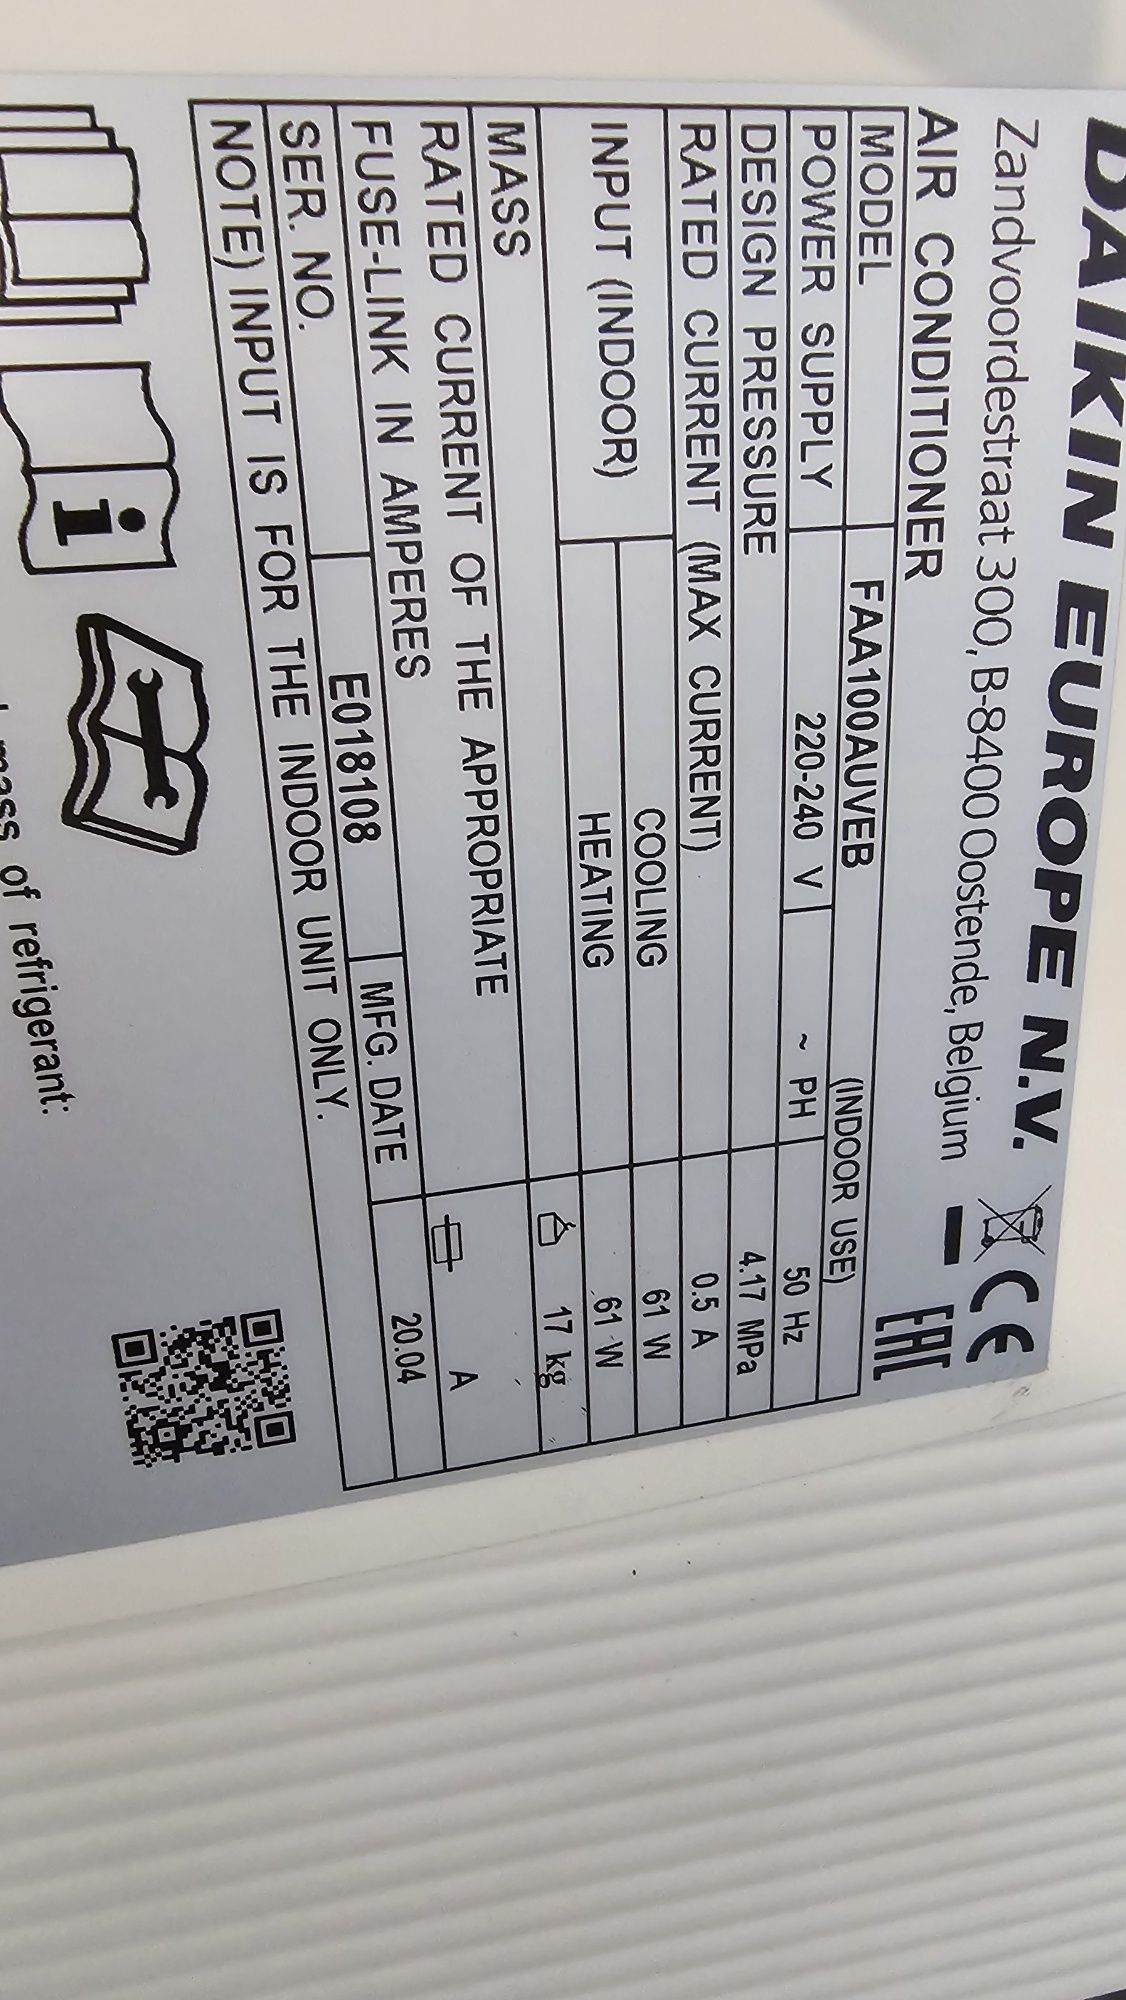 DAIKIN EUROPE N.V.
Zandvoordestraat 300, B-8400 Oostende, Belgium
CE
EAC
AIR CONDITIONER
MODEL FAA100AUVEB (INDOOR USE)
POWER SUPPLY 220-240 V ~ PH 50 Hz
DESIGN PRESSURE 4.17 MPa
RATED CURRENT (MAX CURRENT) 0.5 A
INPUT (INDOOR) COOLING 61 W
HEATING 61 W
MASS 17 kg
RATED CURRENT OF THE APPROPRIATE
FUSE-LINK IN AMPERES A
SER. NO. E018108 MFG. DATE 20.04
NOTE) INPUT IS FOR THE INDOOR UNIT ONLY.
i
of refrigerant: